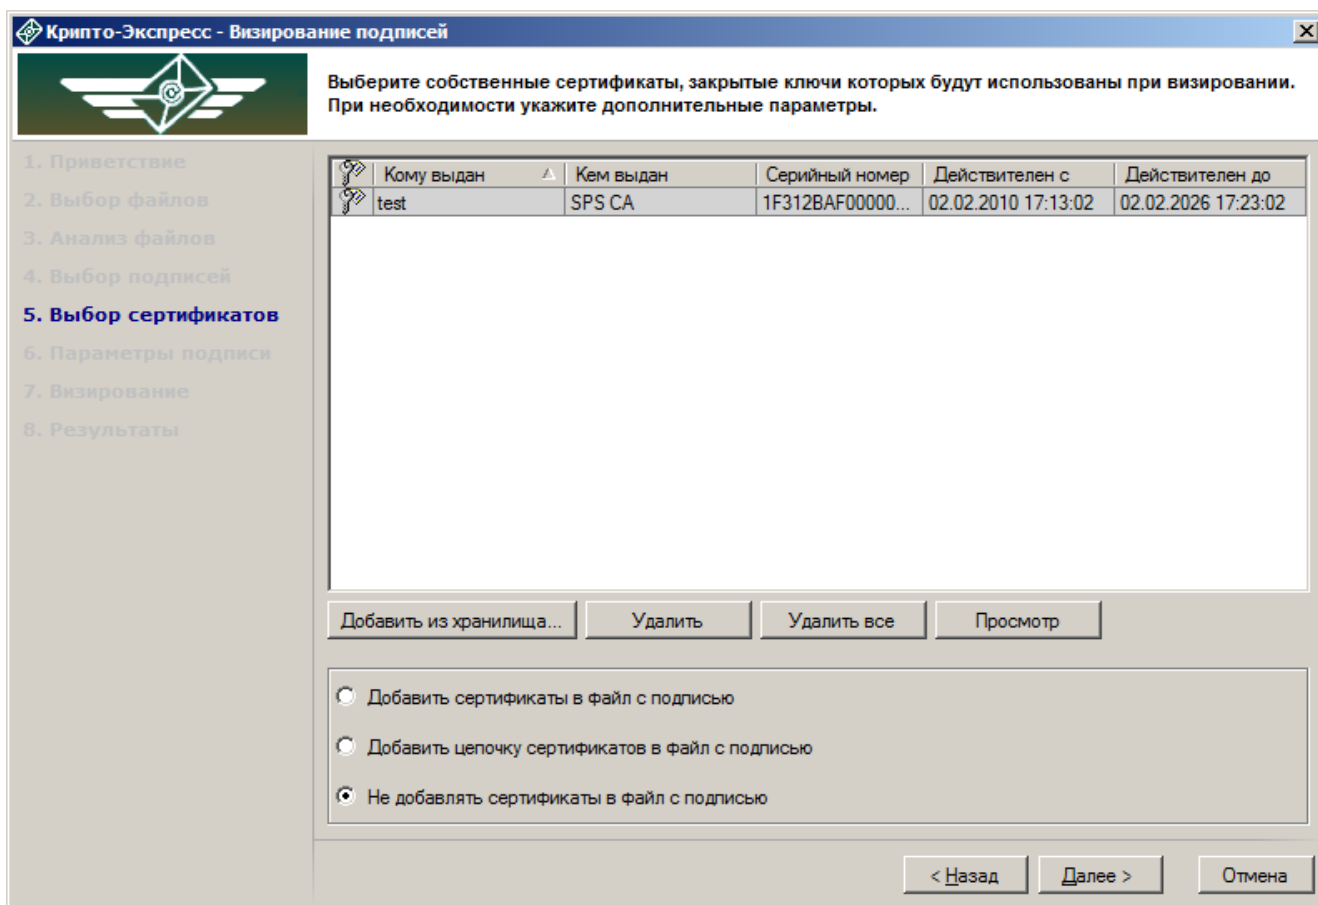 Крипто-Экспресс - Визирование подписей
Выберите собственные сертификаты, закрытые ключи которых будут использованы при визировании.
При необходимости укажите дополнительные параметры.
1. Приветствие
2. Выбор файлов
3. Анализ файлов
4. Выбор подписей
5. Выбор сертификатов
6. Параметры подписи
7. Визирование
8. Результаты
Кому выдан Кем выдан Серийный номер Действителен с Действителен до
test SPS CA 1F312BAF00000... 02.02.2010 17:13:02 02.02.2026 17:23:02
Добавить из хранилища... Удалить Удалить все Просмотр
Добавить сертификаты в файл с подписью
Добавить цепочку сертификатов в файл с подписью
Не добавлять сертификаты в файл с подписью
< Назад Далее > Отмена